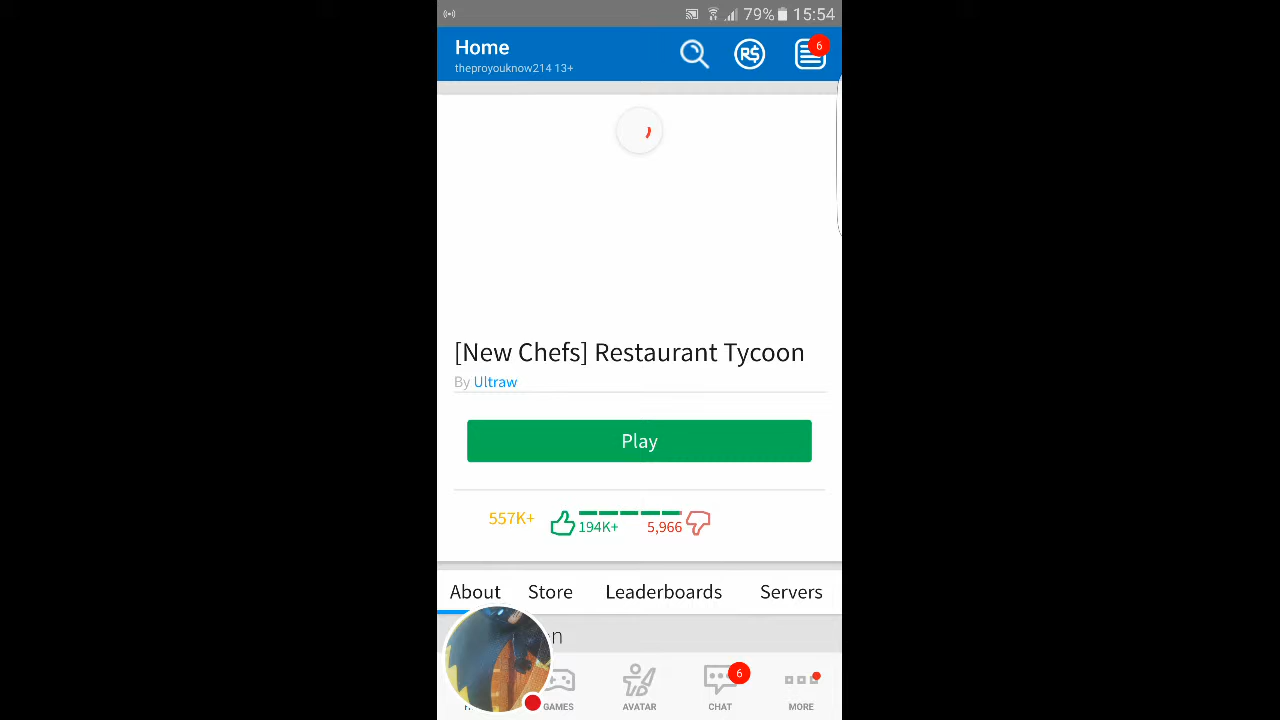 79% 15:54
Home
theproyouknow214 13+
R$
6
[New Chefs] Restaurant Tycoon
By Ultraw
Play
557K+
194K+
5,966
About Store Leaderboards Servers
6
GAMES AVATAR CHAT MORE